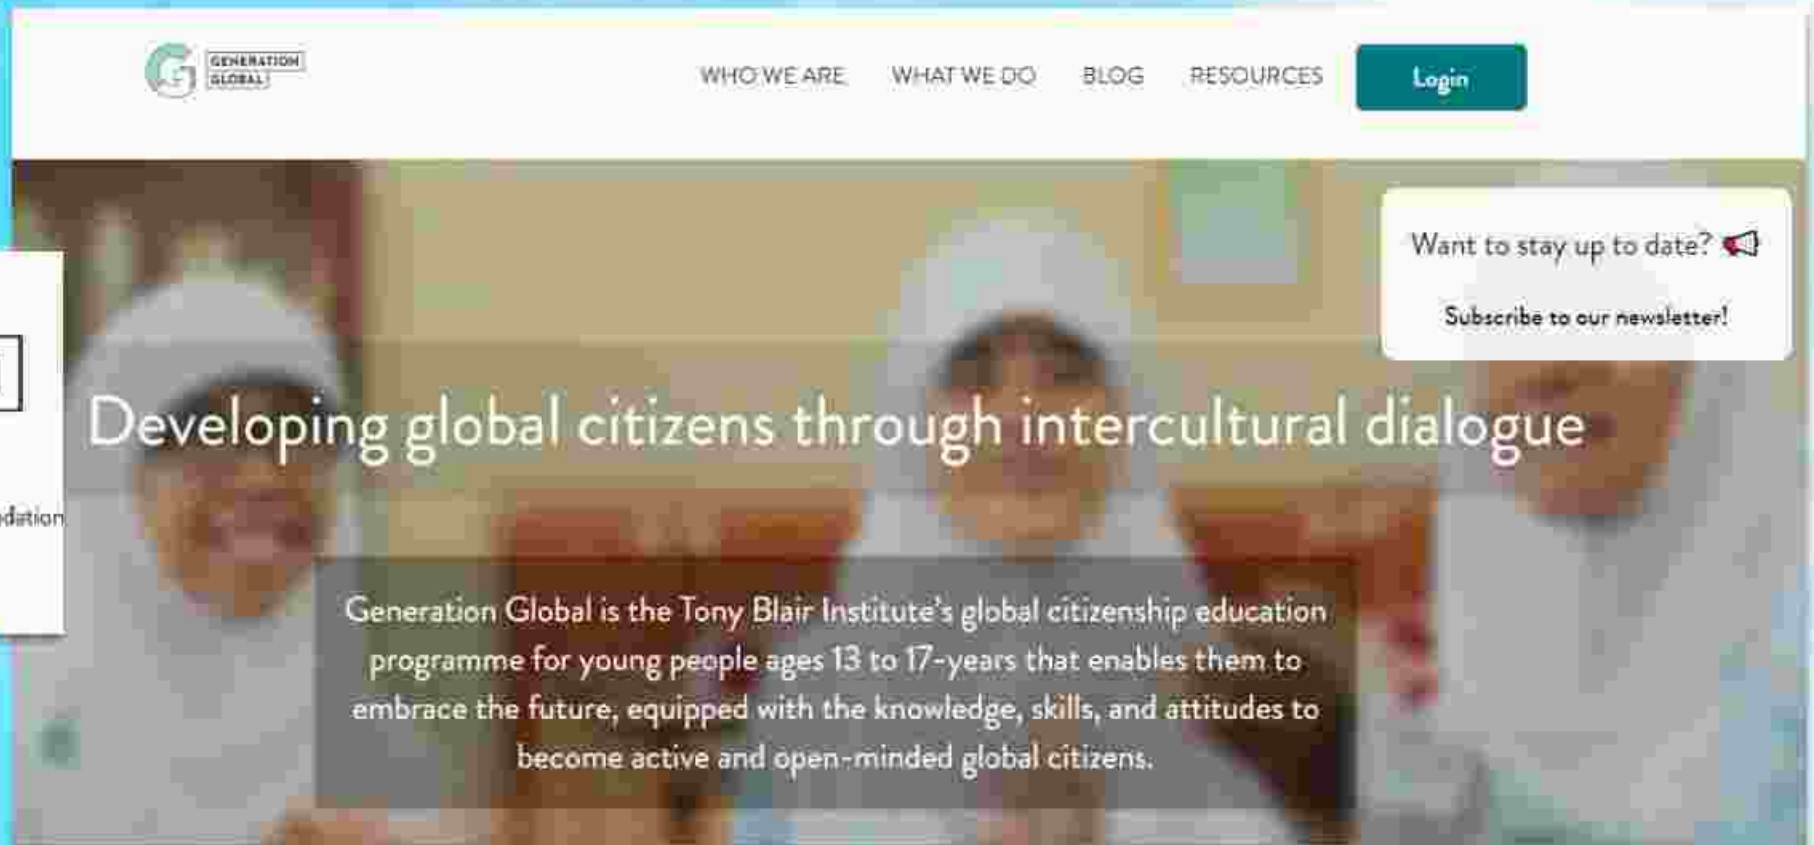 GENERATION
GLOBAL
WHO WE ARE
WHAT WE DO
BLOG
RESOURCES
Login
Want to stay up to date?
Subscribe to our newsletter!
Developing global citizens through intercultural dialogue
dation
Generation Global is the Tony Blair Institute's global citizenship education
programme for young people ages 13 to 17-years that enables them to
embrace the future, equipped with the knowledge, skills, and attitudes to
become active and open-minded global citizens.